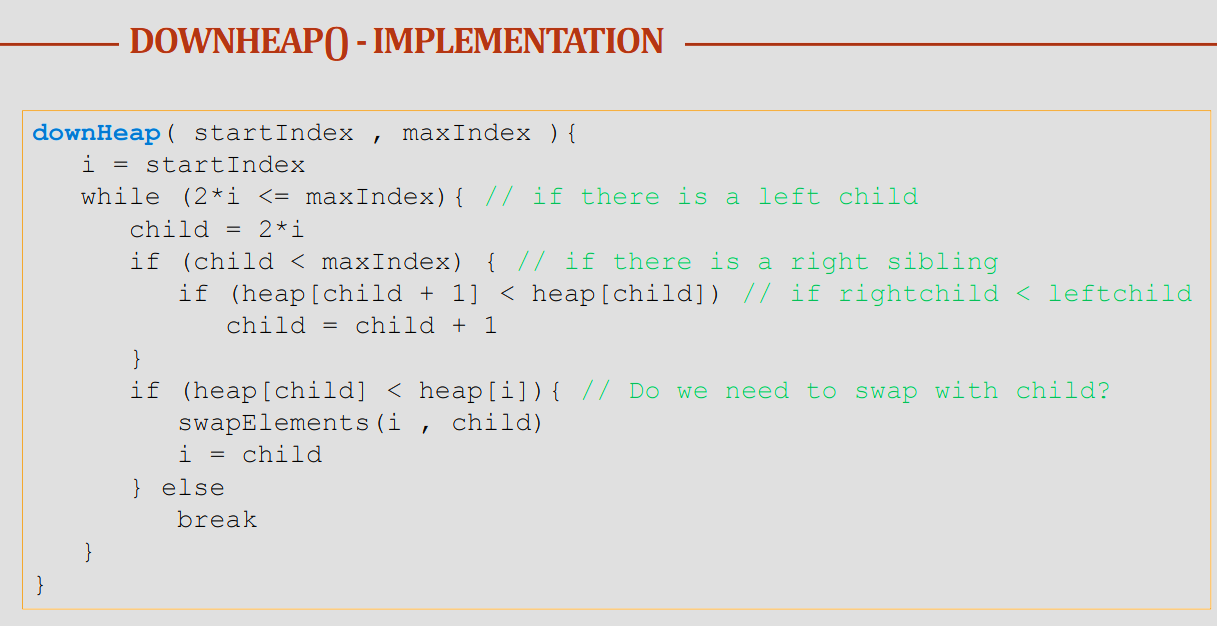 DOWNHEAP() - IMPLEMENTATION
downHeap( startIndex , maxIndex ){
i = startIndex
while (2*i <= maxIndex){ // if there is a left child
child = 2*i
if (child < maxIndex) { // if there is a right sibling
if (heap[child + 1] < heap[child]) // if rightchild < leftchild
child = child + 1
}
if (heap[child] < heap[i]){ // Do we need to swap with child?
swapElements(i , child)
i = child
} else
break
}
}